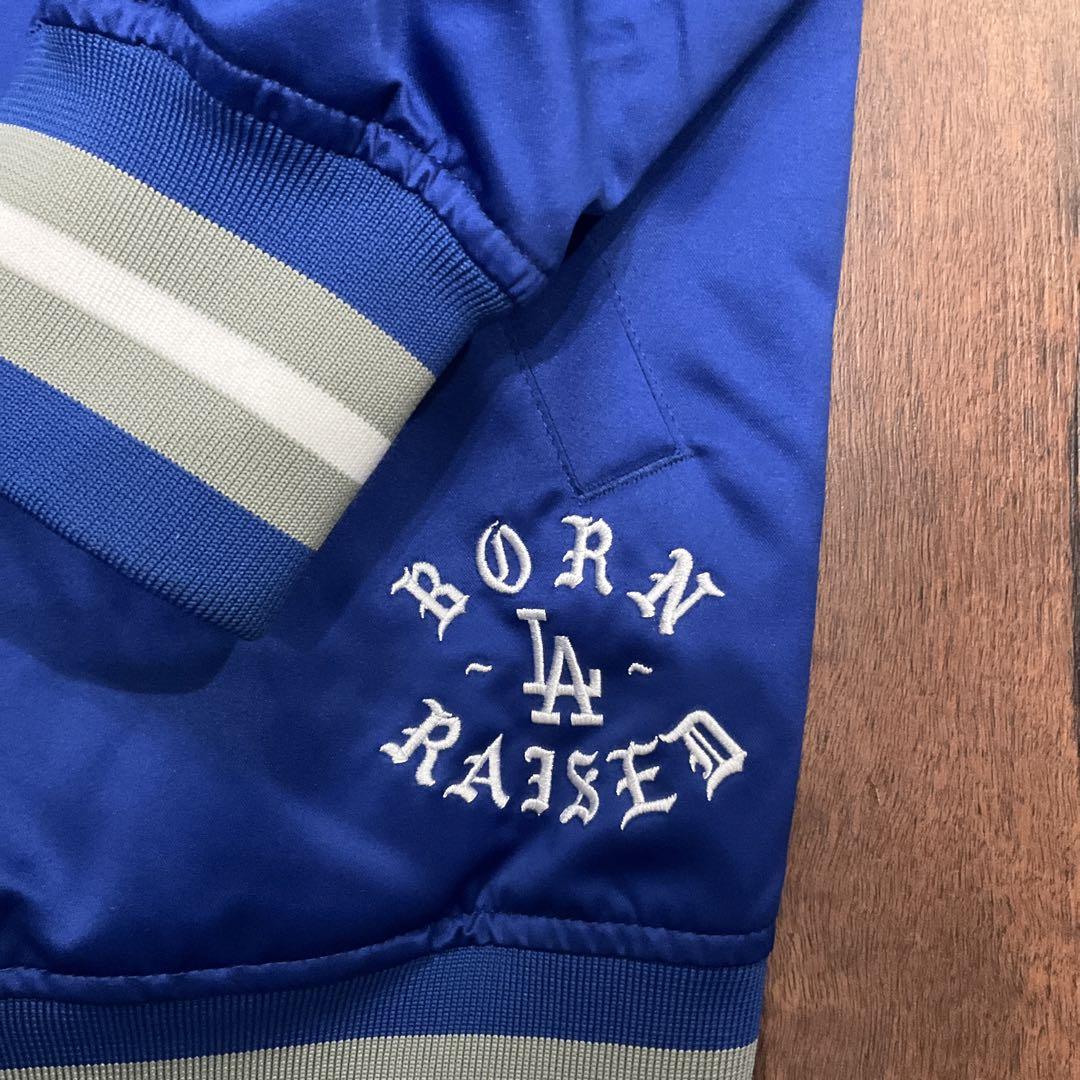 BORN
- LA -
RAISED